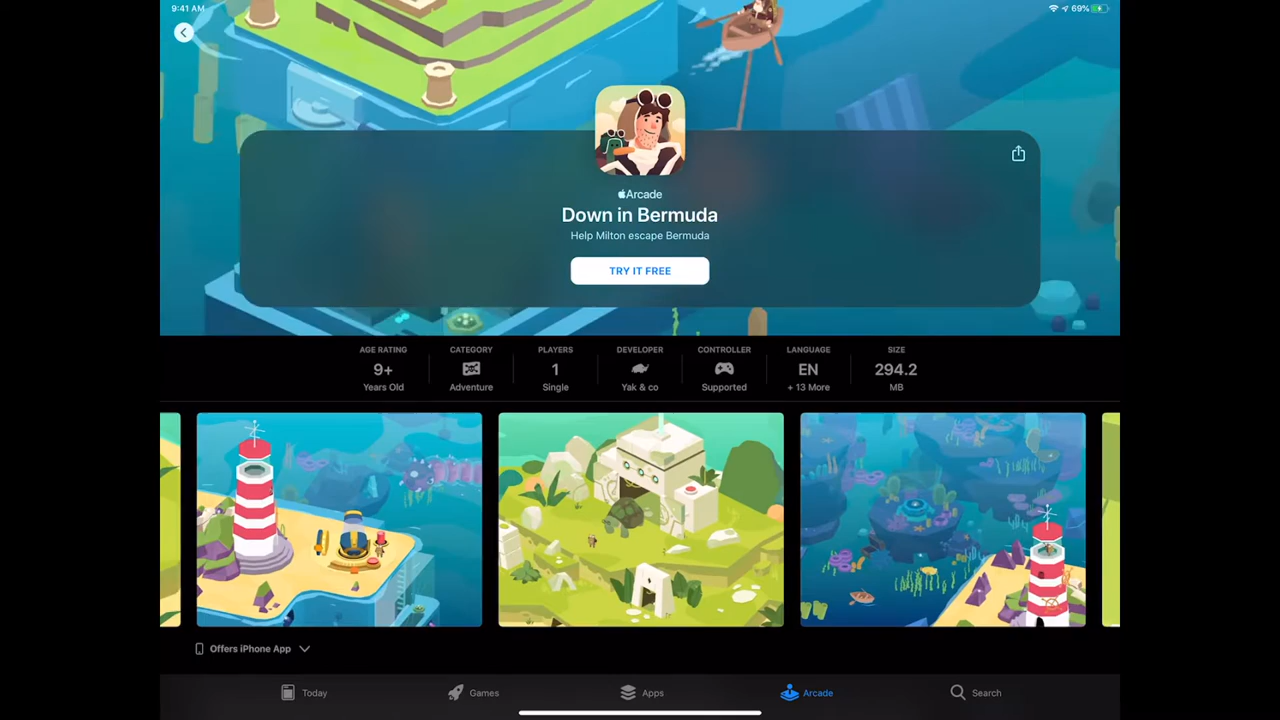 9:41 AM
69%
Arcade
Down in Bermuda
Help Milton escape Bermuda
TRY IT FREE
AGE RATING
9+
Years Old
CATEGORY
Adventure
PLAYERS
1
Single
DEVELOPER
Yak & co
CONTROLLER
Supported
LANGUAGE
EN
+ 13 More
SIZE
294.2
MB
Offers iPhone App
Today
Games
Apps
Arcade
Search